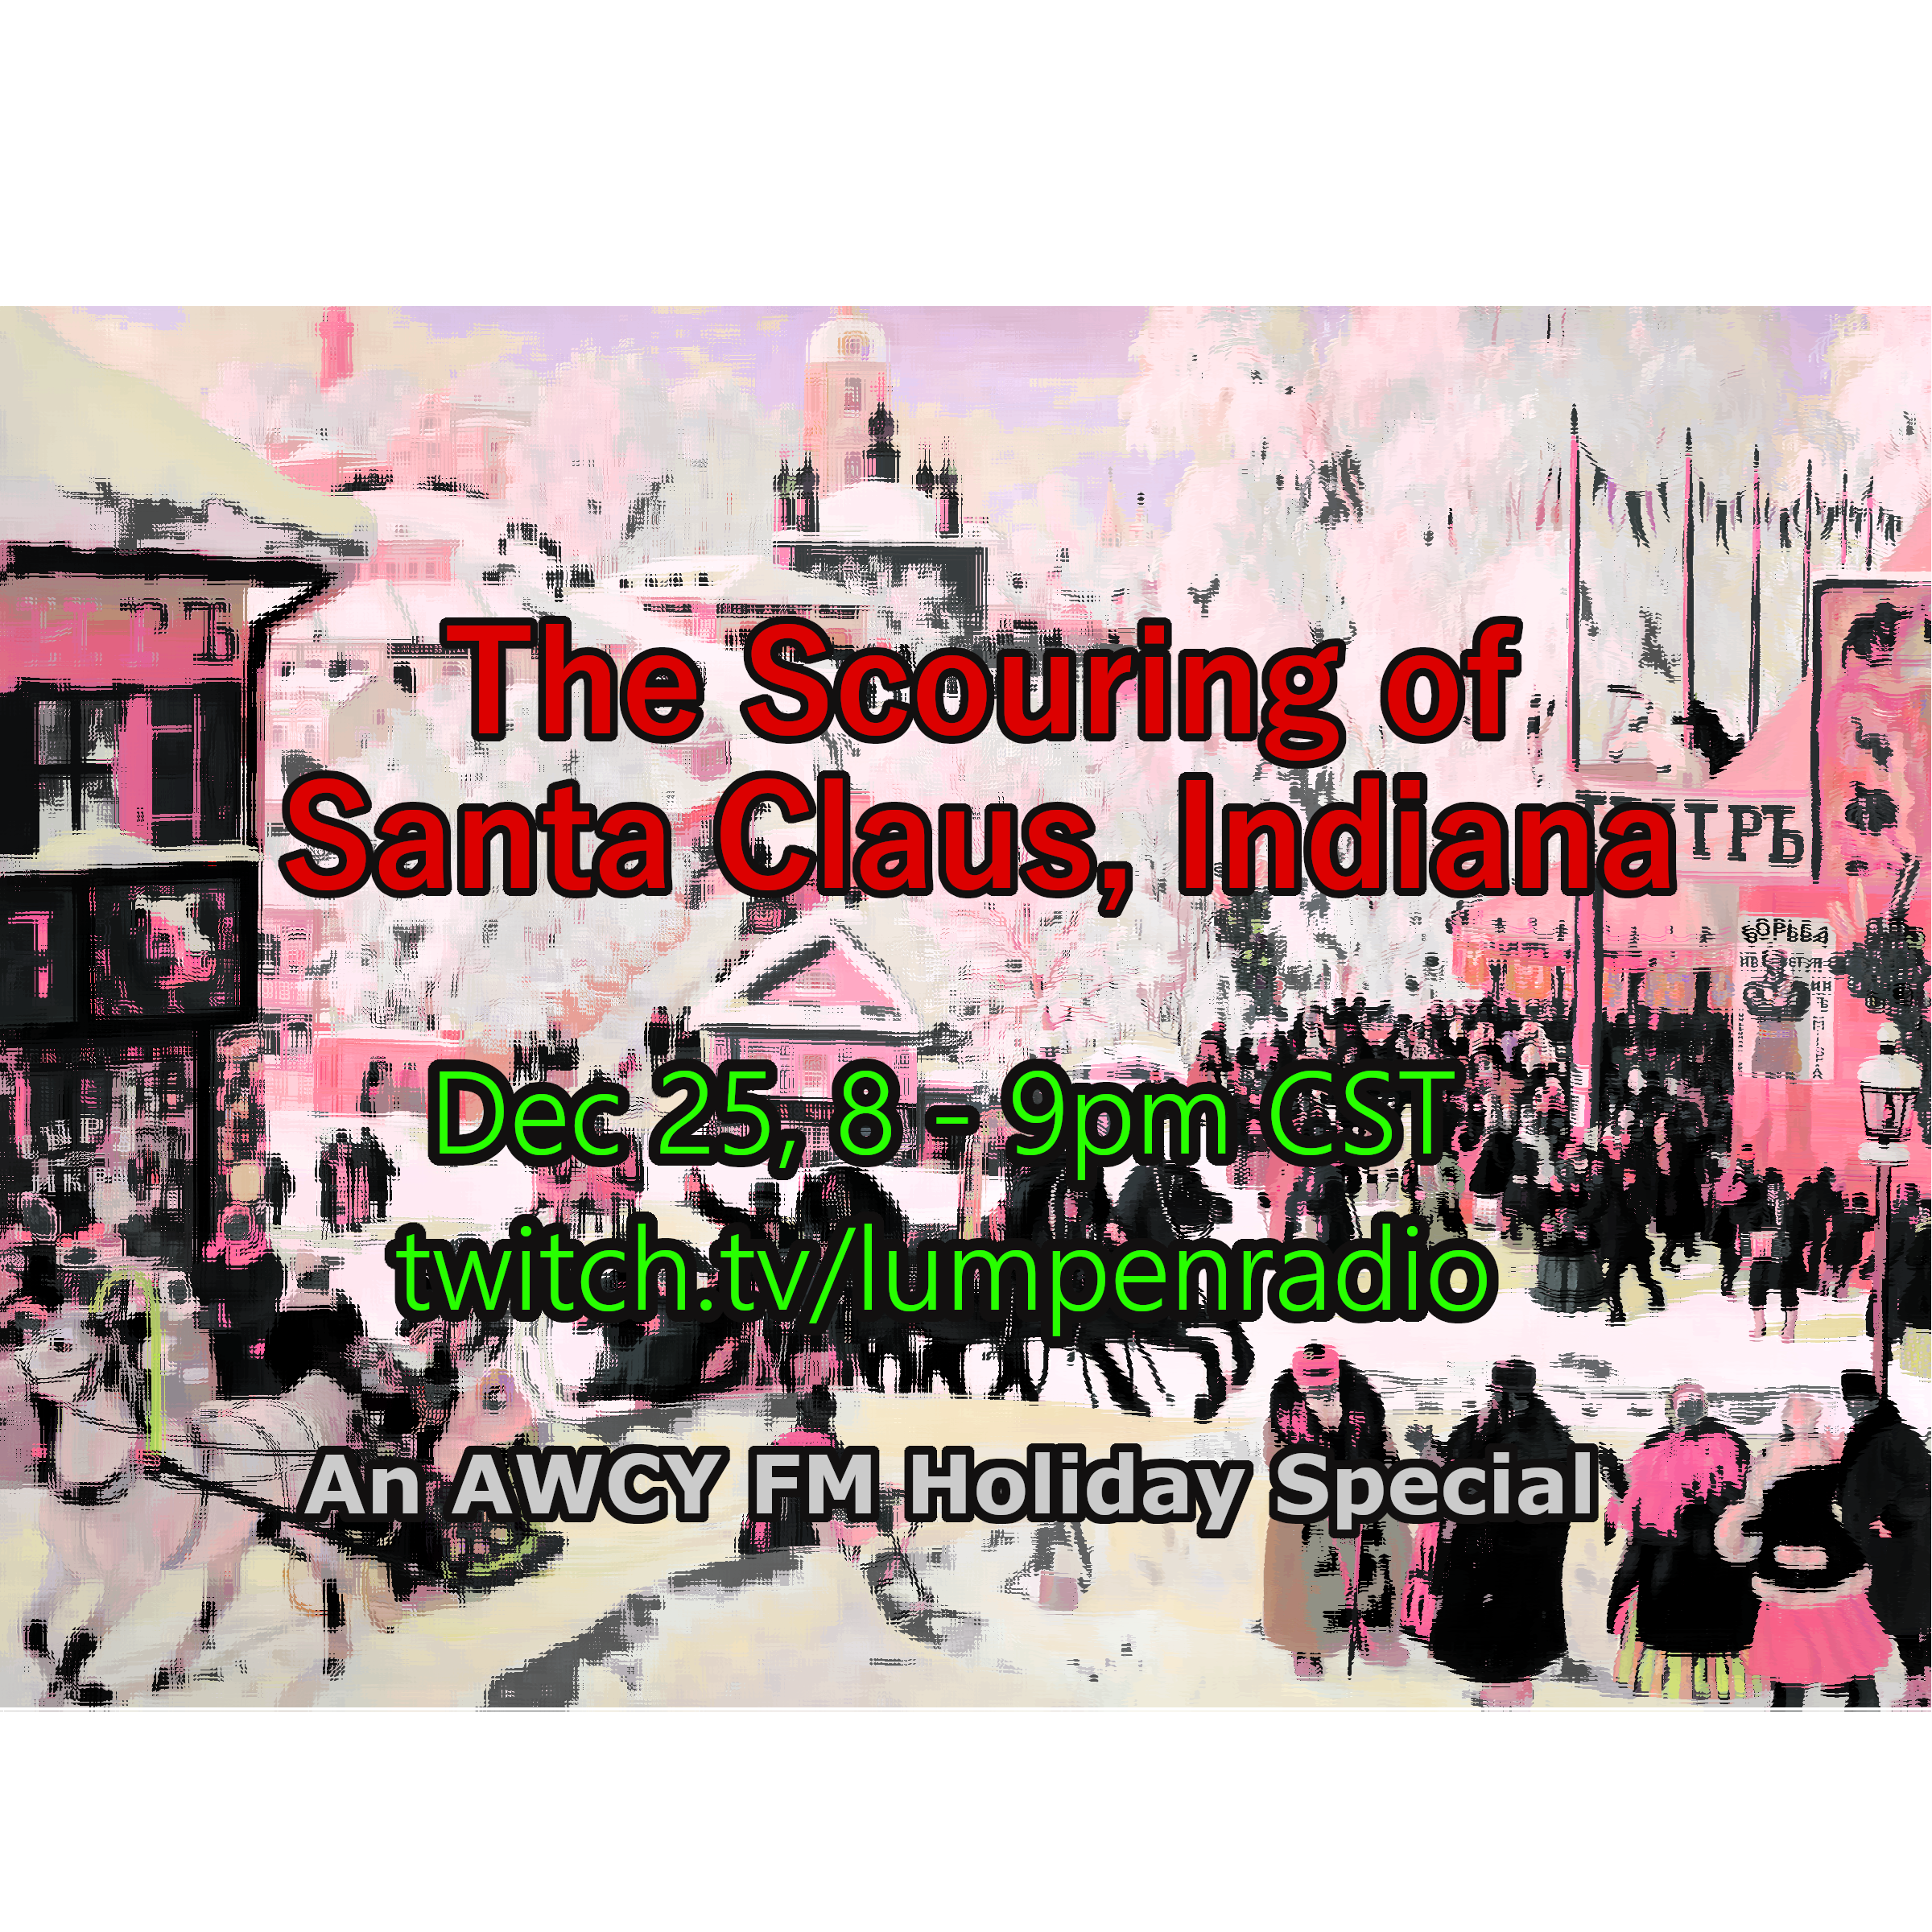 The Scouring of
Santa Claus, Indiana
ТРЪ
БОРЬБА
Dec 25, 8 - 9pm CST
twitch.tv/lumpenradio
An AWCY FM Holiday Special